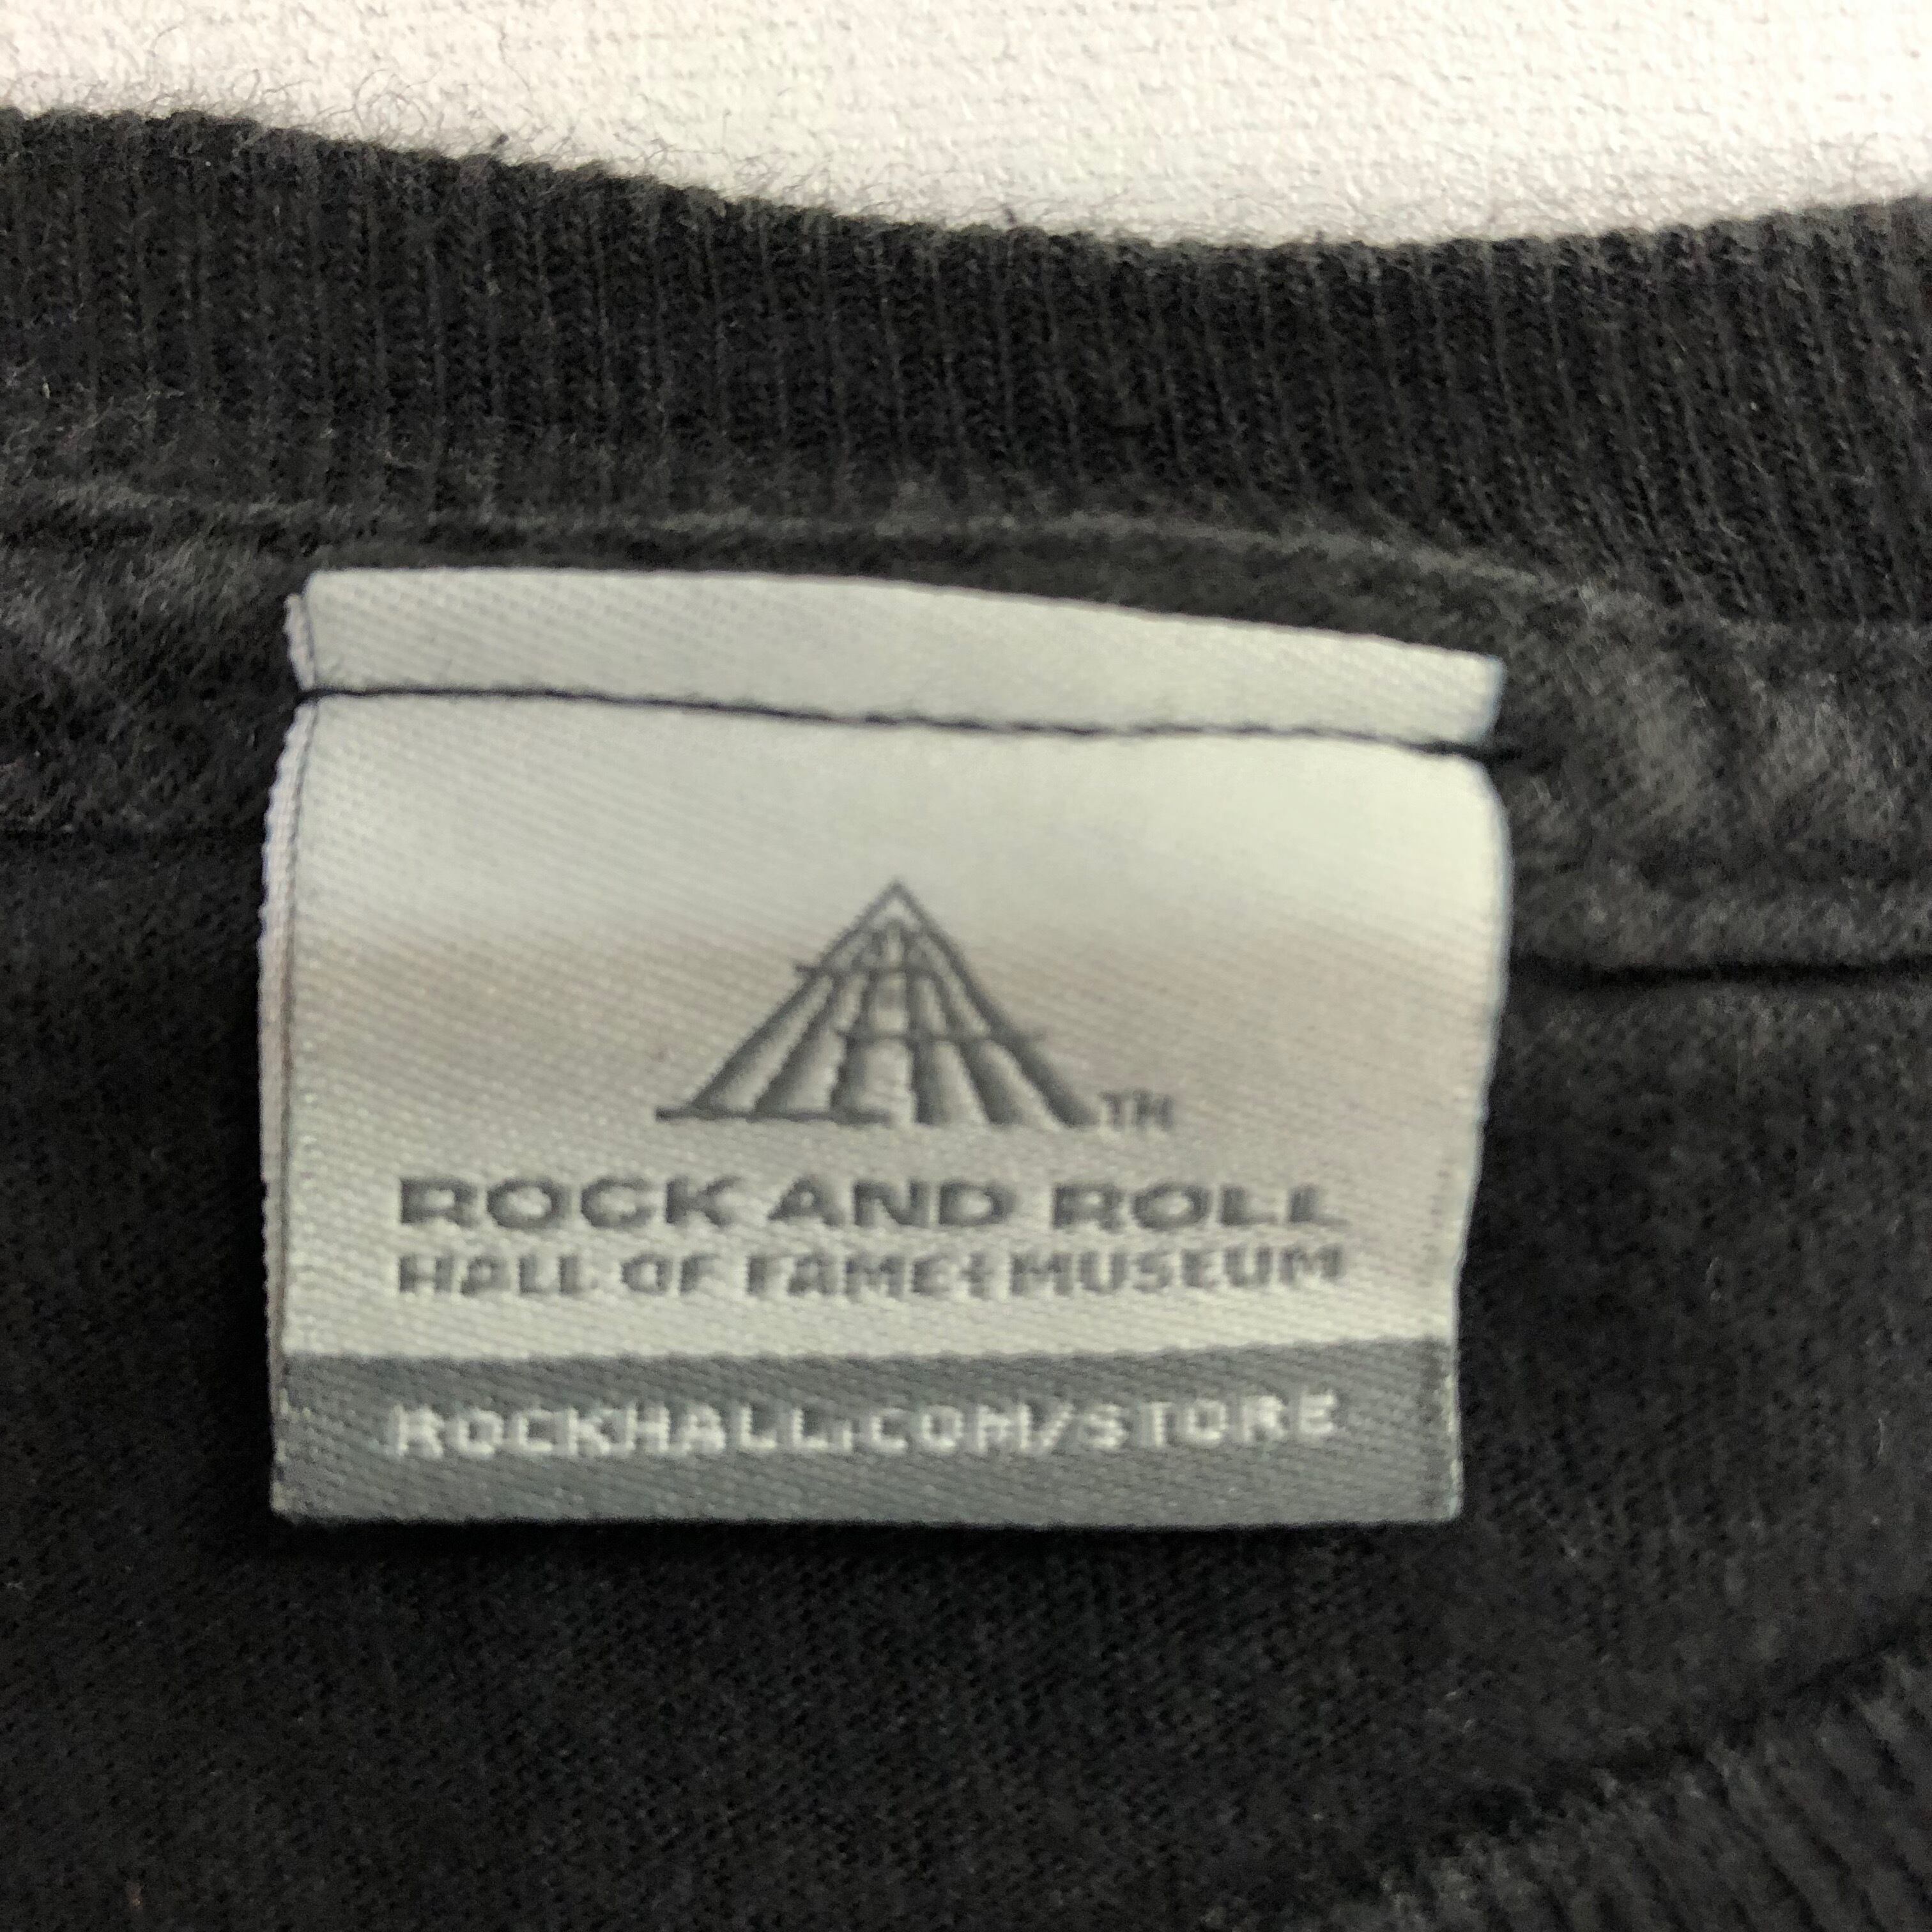 TM
ROCK AND ROLL
HALL OF FAME + MUSEUM
ROCKHALL.COM/STORE